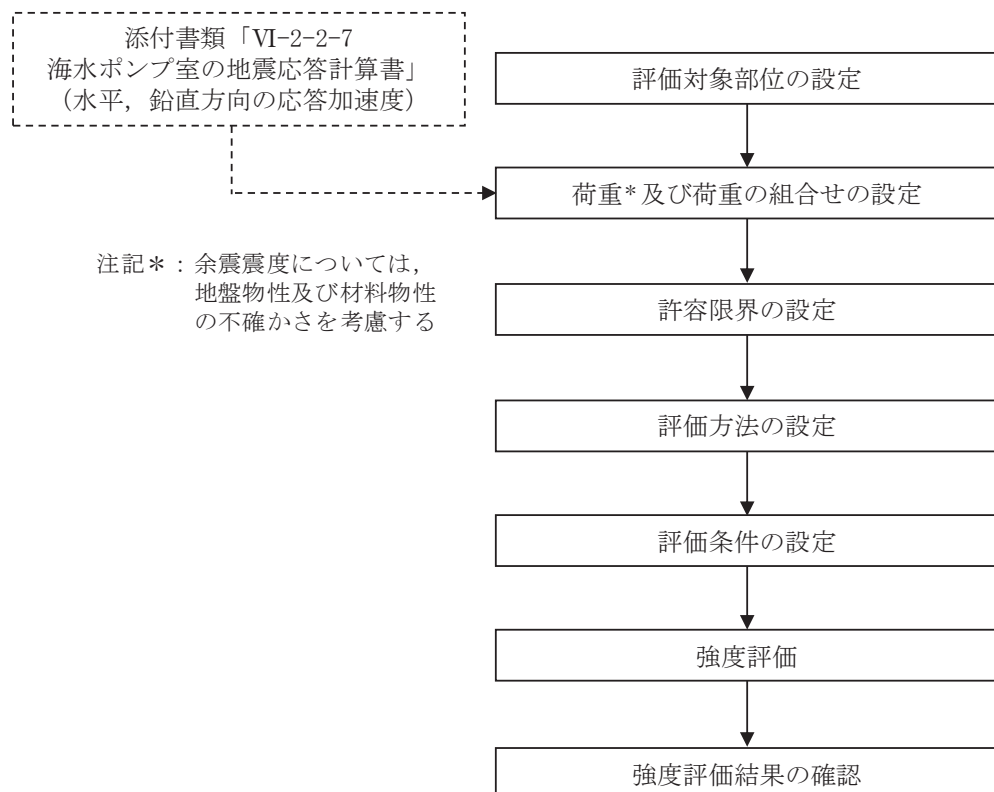 添付書類「Ⅵ-2-2-7
海水ポンプ室の地震応答計算書」
（水平，鉛直方向の応答加速度）
評価対象部位の設定
荷重*及び荷重の組合せの設定
注記＊：余震震度については，
地盤物性及び材料物性
の不確かさを考慮する
許容限界の設定
評価方法の設定
評価条件の設定
強度評価
強度評価結果の確認